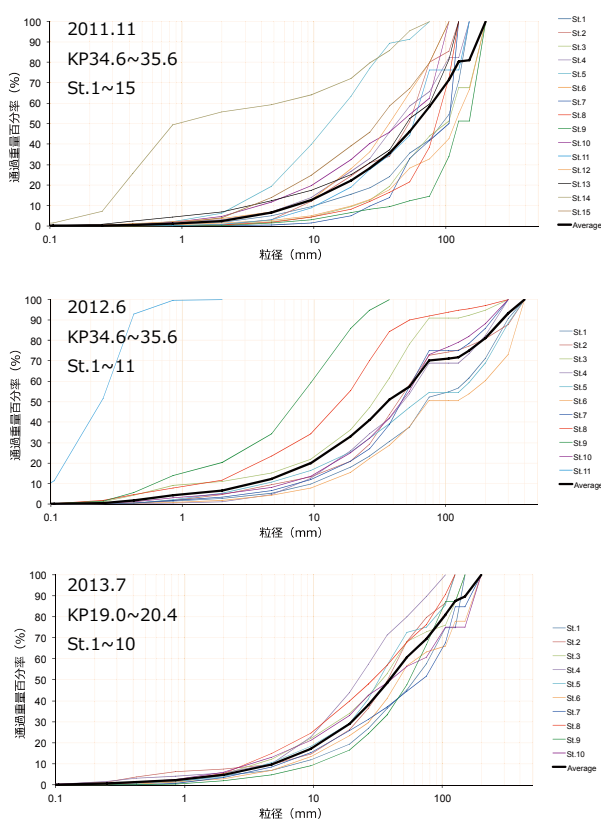 2011.11
KP34.6~35.6
St.1~15
通過重量百分率 (%)
100
90
80
70
60
50
40
30
20
10
0
0.1 1 10 100
粒径（mm）
St.1
St.2
St.3
St.4
St.5
St.6
St.7
St.8
St.9
St.10
St.11
St.12
St.13
St.14
St.15
Average
2012.6
KP34.6~35.6
St.1~11
通過重量百分率 (%)
100
90
80
70
60
50
40
30
20
10
0
0.1 1 10 100
粒径（mm）
St.1
St.2
St.3
St.4
St.5
St.6
St.7
St.8
St.9
St.10
St.11
Average
2013.7
KP19.0~20.4
St.1~10
通過重量百分率 (%)
100
90
80
70
60
50
40
30
20
10
0
0.1 1 10 100
粒径（mm）
St.1
St.2
St.3
St.4
St.5
St.6
St.7
St.8
St.9
St.10
Average